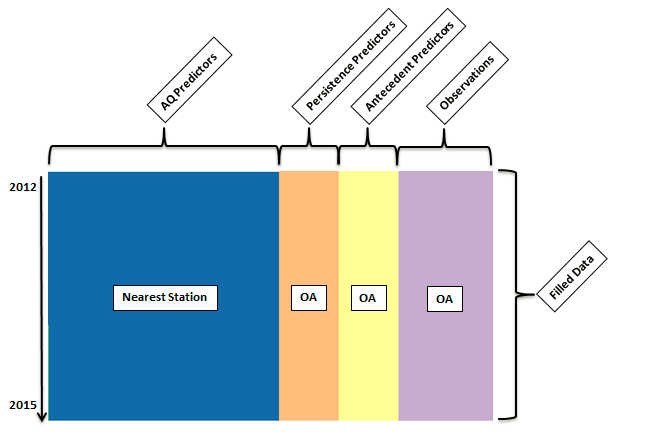 AQ Predictors
Persistence Predictors
Antecedent Predictors
Observations
2012
Nearest Station
OA
OA
OA
Filled Data
2015